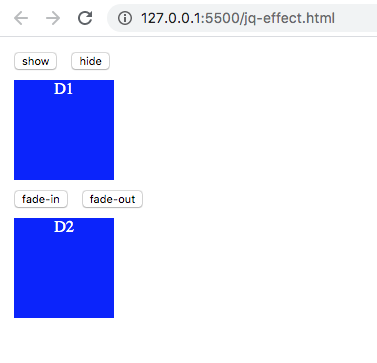 127.0.0.1:5500/jq-effect.html
show hide
D1
fade-in fade-out
D2